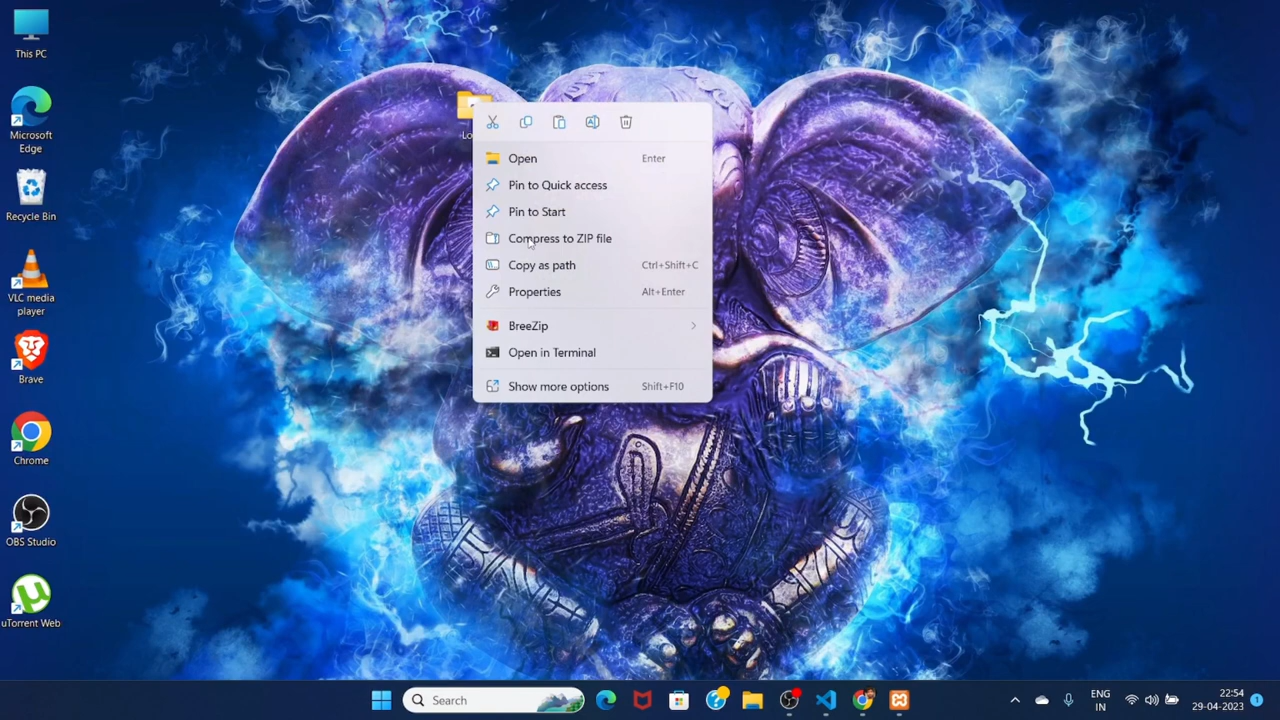 This PC
Microsoft
Edge
Recycle Bin
VLC media
player
Brave
Chrome
OBS Studio
uTorrent Web
Open Enter
Pin to Quick access
Pin to Start
Compress to ZIP file
Copy as path Ctrl+Shift+C
Properties Alt+Enter
BreeZip
Open in Terminal
Show more options Shift+F10
Search
ENG
IN
22:54
29-04-2023
1